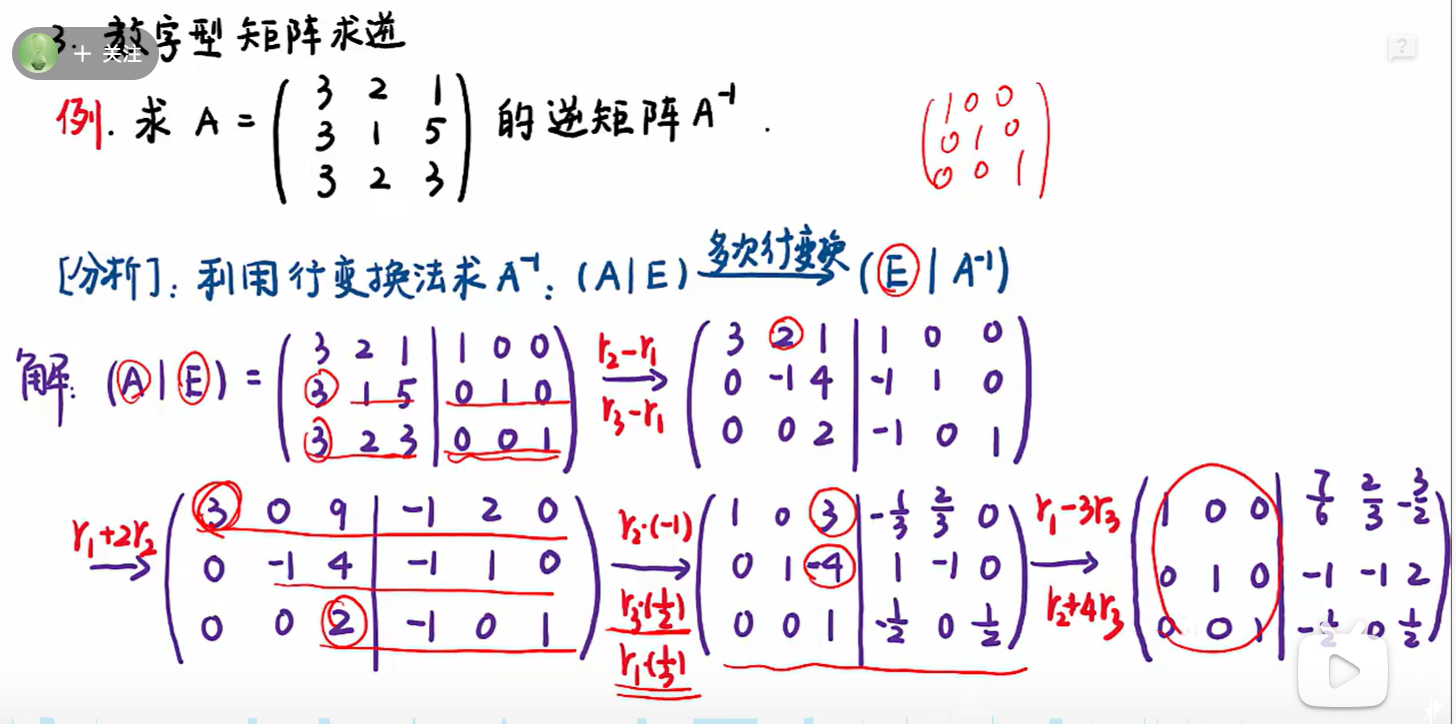 3. 数字型矩阵求逆
+ 关注
例. 求 A = ( 3 2 1 ; 3 1 5 ; 3 2 3 ) 的逆矩阵A⁻¹.
( 1 0 0 ; 0 1 0 ; 0 0 1 )
[分析]: 利用行变换法求A⁻¹: (A|E) 多次行变换→ (E|A⁻¹)
解: (A|E) = ( 3 2 1 | 1 0 0 ; 3 1 5 | 0 1 0 ; 3 2 3 | 0 0 1 ) r₂-r₁ → r₃-r₁ ( 3 2 1 | 1 0 0 ; 0 -1 4 | -1 1 0 ; 0 0 2 | -1 0 1 )
r₁+2r₂ → ( 3 0 9 | -1 2 0 ; 0 -1 4 | -1 1 0 ; 0 0 2 | -1 0 1 ) r₂·(-1) → r₃·(1/2) r₁·(1/3) ( 1 0 3 | -1/3 2/3 0 ; 0 1 -4 | 1 -1 0 ; 0 0 1 | -1/2 0 1/2 ) r₁-3r₃ → r₂+4r₃ ( 1 0 0 | 7/6 2/3 -3/2 ; 0 1 0 | -1 -1 2 ; 0 0 1 | -1/2 0 1/2 )